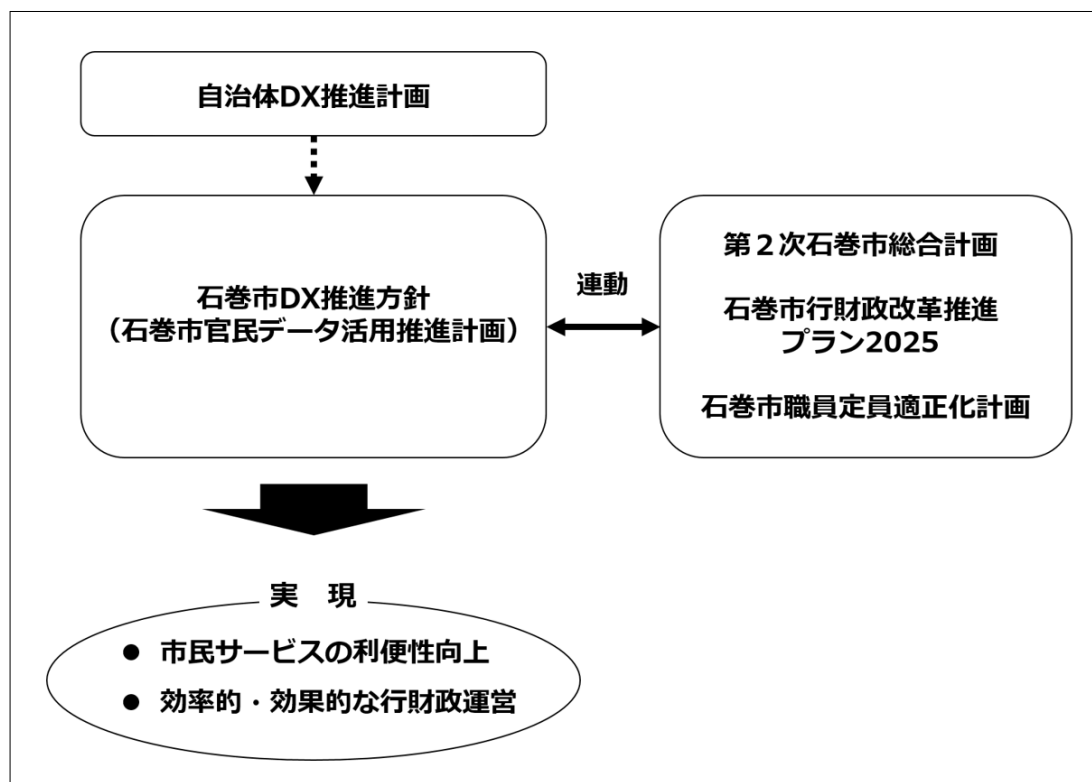 自治体DX推進計画
石巻市DX推進方針
（石巻市官民データ活用推進計画）
連動
第２次石巻市総合計画
石巻市行財政改革推進
プラン2025
石巻市職員定員適正化計画
実　現
● 市民サービスの利便性向上
● 効率的・効果的な行財政運営